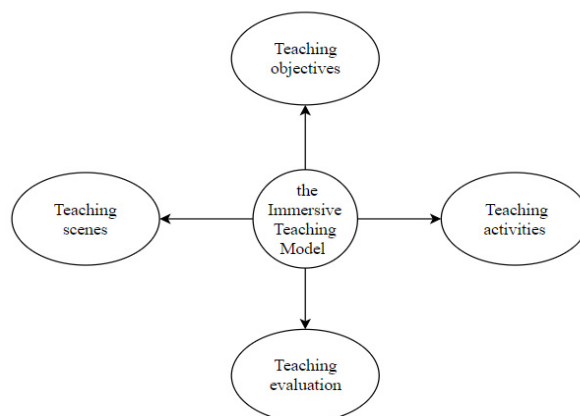 Teaching
objectives
Teaching
scenes
the
Immersive
Teaching
Model
Teaching
activities
Teaching
evaluation